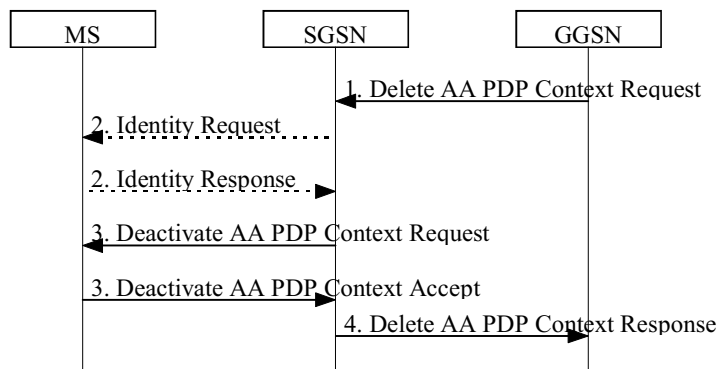 MS
SGSN
GGSN
1. Delete AA PDP Context Request
2. Identity Request
2. Identity Response
3. Deactivate AA PDP Context Request
3. Deactivate AA PDP Context Accept
4. Delete AA PDP Context Response